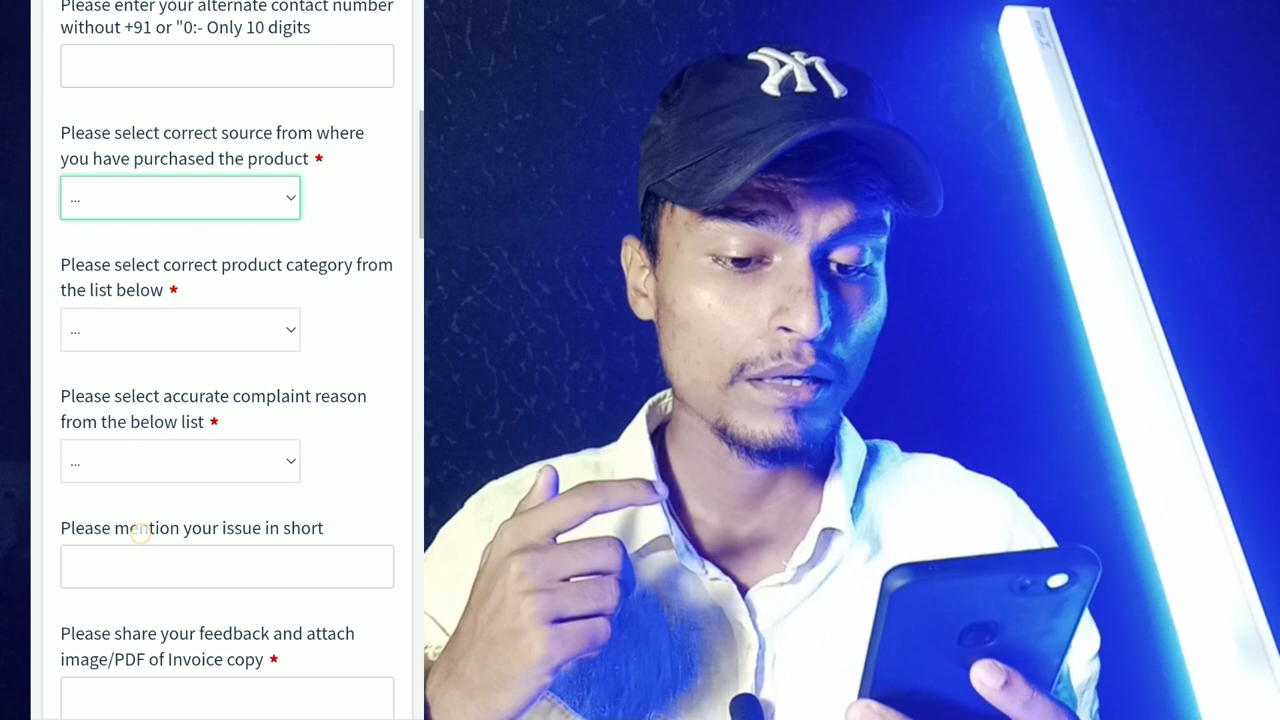 Please enter your alternate contact number
without +91 or "0:- Only 10 digits
Please select correct source from where
you have purchased the product *
...
Please select correct product category from
the list below *
...
Please select accurate complaint reason
from the below list *
...
Please mention your issue in short
Please share your feedback and attach
image/PDF of Invoice copy *
NY